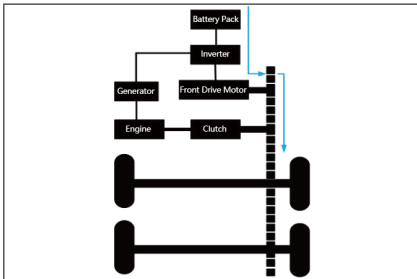 Battery Pack
Inverter
Generator
Front Drive Motor
Engine
Clutch